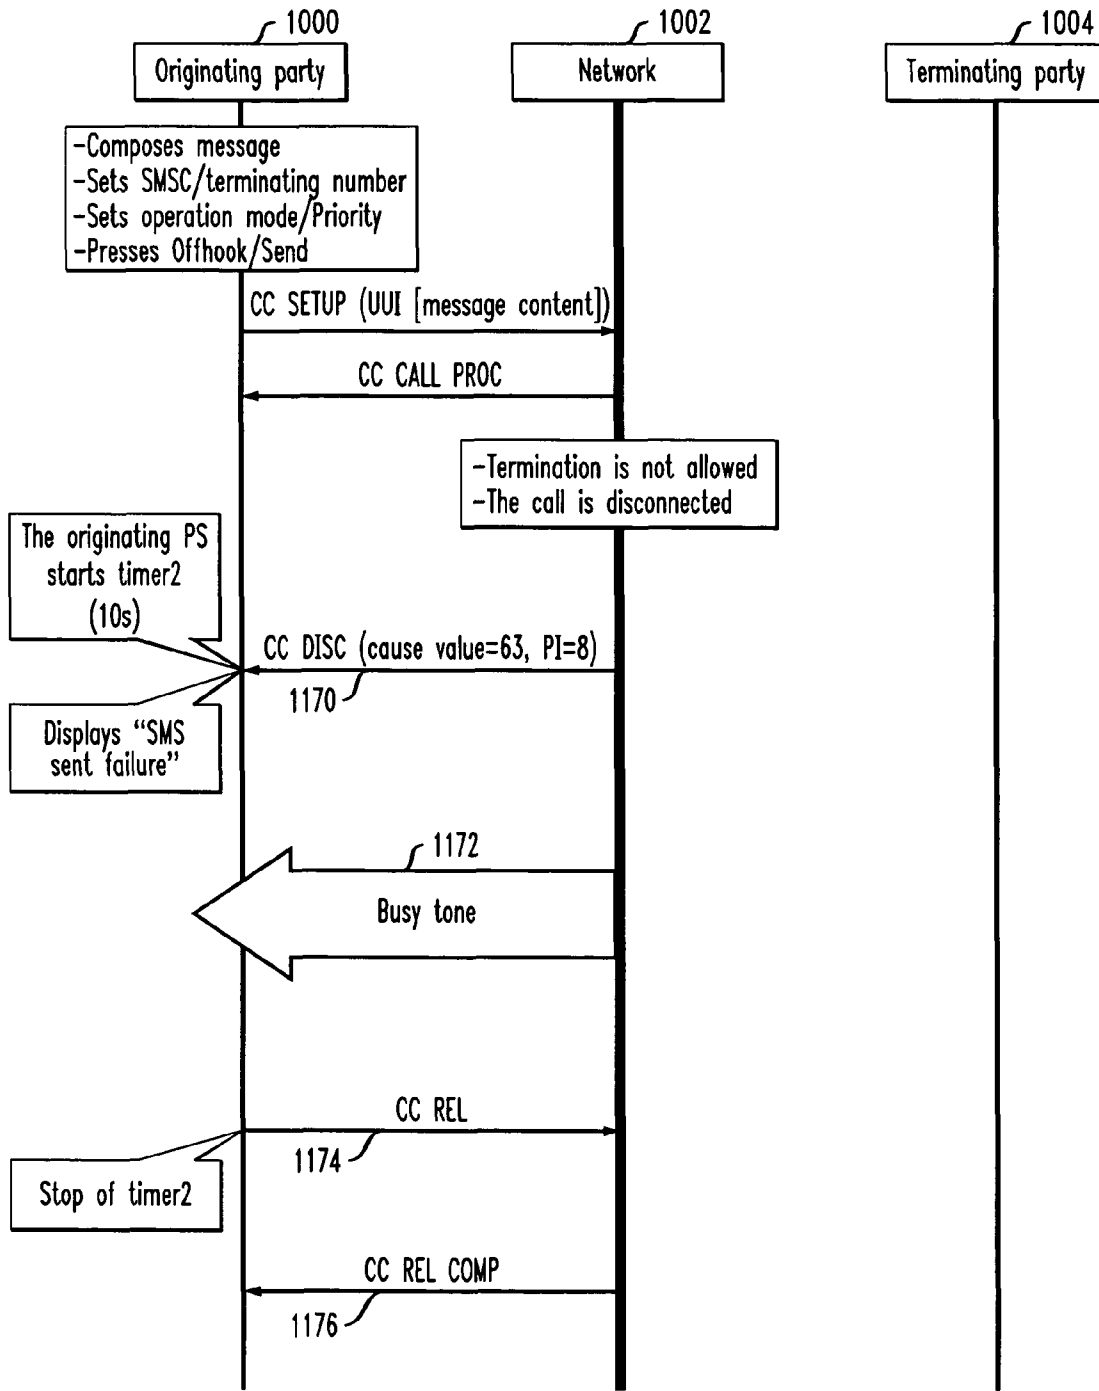 1000
1002
1004
Originating party
Network
Terminating party
-Composes message
-Sets SMSC/terminating number
-Sets operation mode/Priority
-Presses Offhook/Send
CC SETUP (UUI [message content])
CC CALL PROC
-Termination is not allowed
-The call is disconnected
The originating PS
starts timer2
(10s)
CC DISC (cause value=63, PI=8)
1170
Displays “SMS
sent failure”
1172
Busy tone
CC REL
1174
Stop of timer2
CC REL COMP
1176